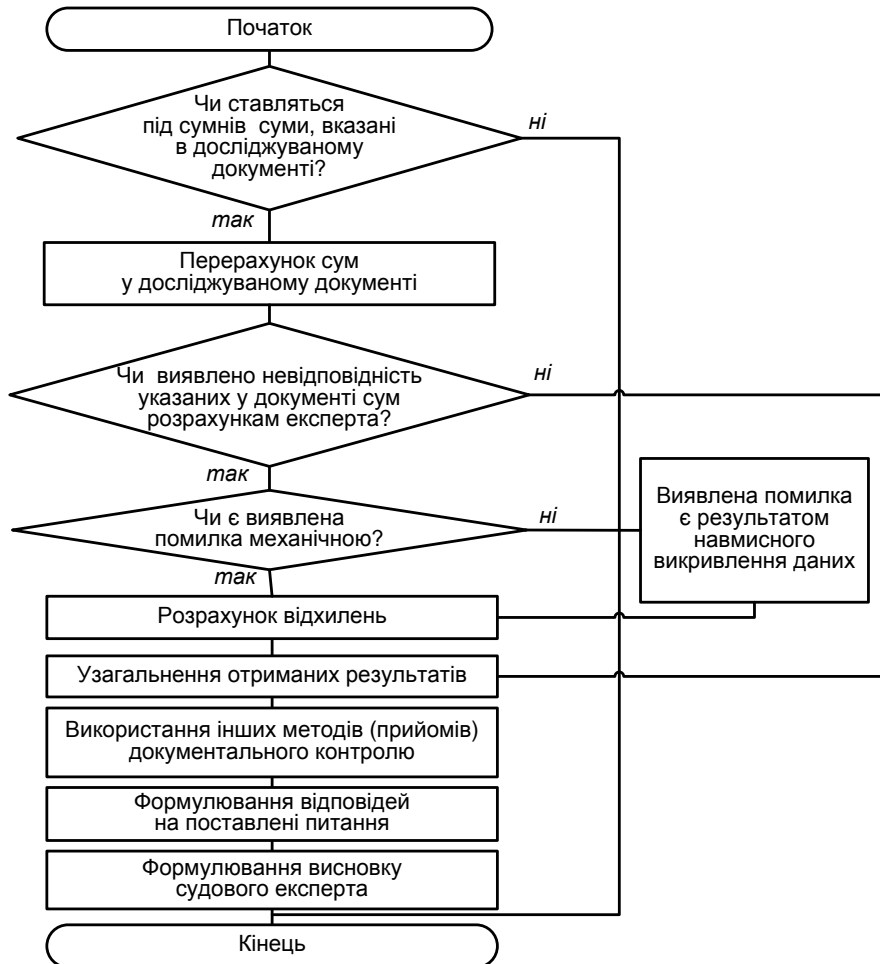 Початок
Чи ставляться
під сумнів суми, вказані
в досліджуваному
документі?
ні
так
Перерахунок сум
у досліджуваному документі
Чи виявлено невідповідність
указаних у документі сум
розрахункам експерта?
ні
так
Чи є виявлена
помилка механічною?
ні
Виявлена помилка
є результатом
навмисного
викривлення даних
так
Розрахунок відхилень
Узагальнення отриманих результатів
Використання інших методів (прийомів)
документального контролю
Формулювання відповідей
на поставлені питання
Формулювання висновку
судового експерта
Кінець